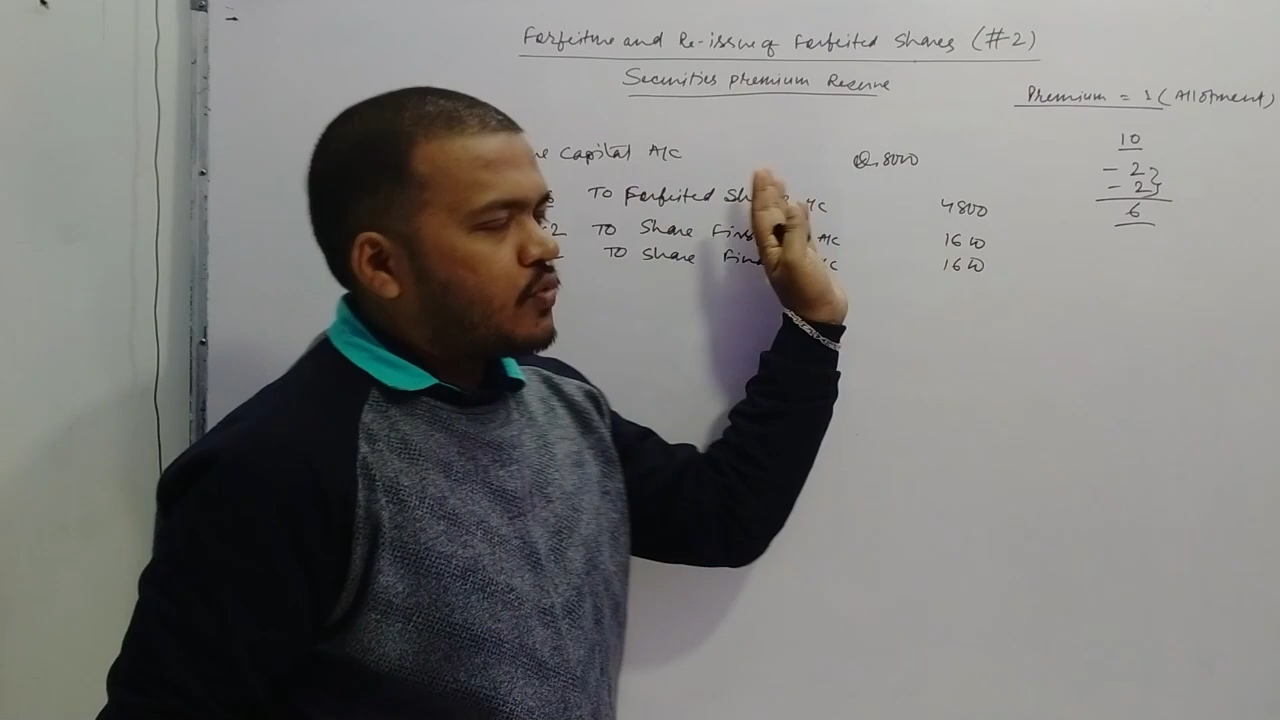 Forfeiture and Re-issue of Forfeited Shares (#2)
Securities Premium Reserve
Premium = 1 (Allotment)
10
- 2
- 2
6
Capital A/c 8000
To Forfeited A/c 4800
2 To Share A/c 1600
To Share 1600